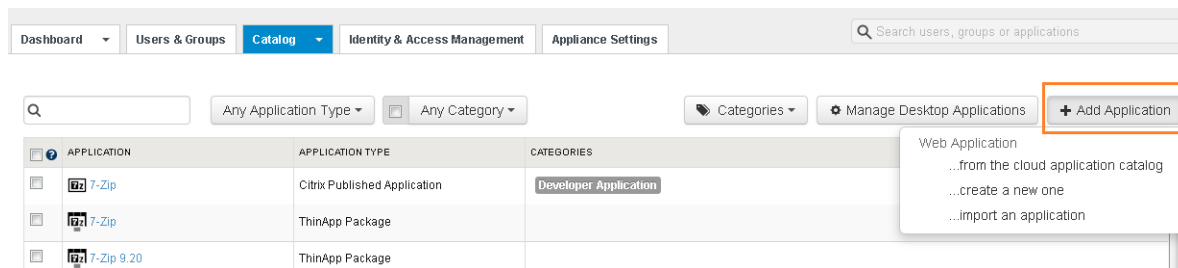 Dashboard Users & Groups Catalog Identity & Access Management Appliance Settings Search users, groups or applications
Any Application Type Any Category Categories Manage Desktop Applications + Add Application
APPLICATION APPLICATION TYPE CATEGORIES
Web Application
...from the cloud application catalog
7-Zip Citrix Published Application Developer Application
...create a new one
...import an application
7-Zip ThinApp Package
7-Zip 9.20 ThinApp Package